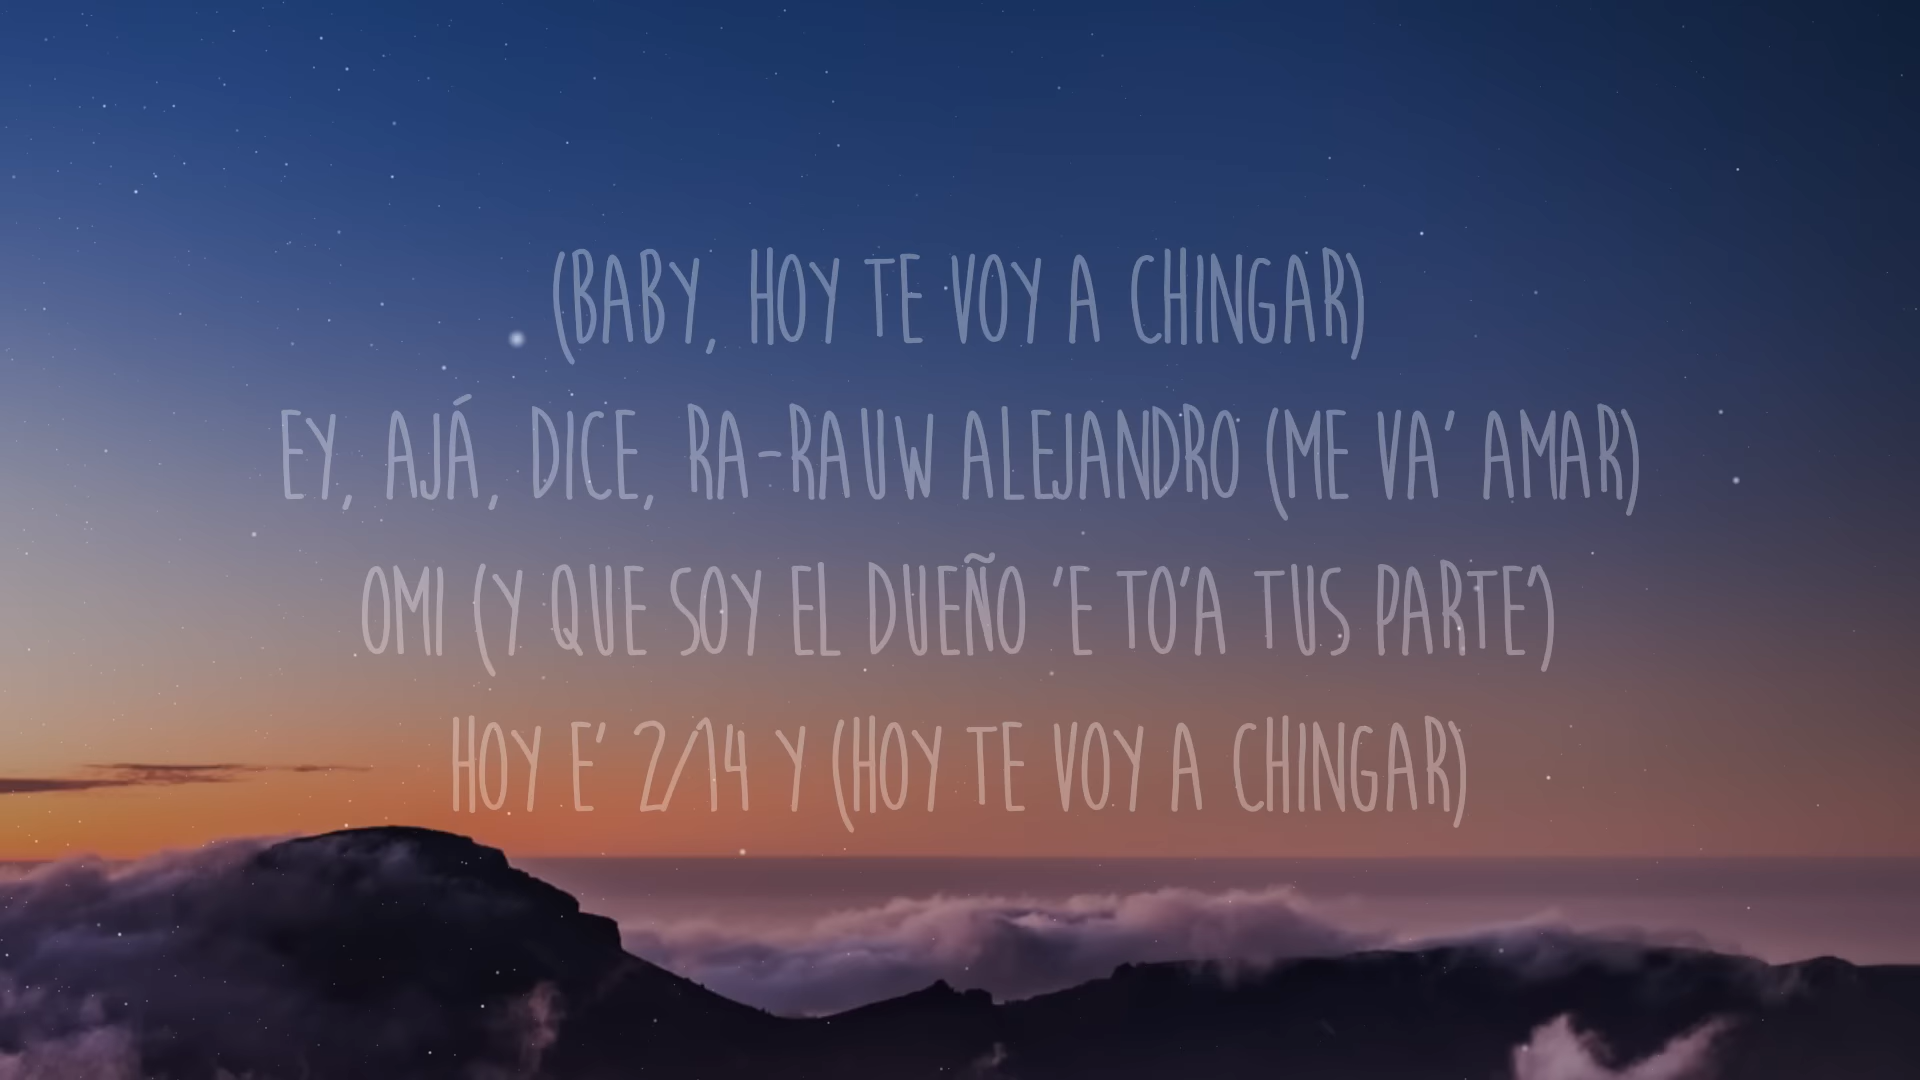 (BABY, HOY TE VOY A CHINGAR)
EY, AJÁ, DICE, RA-RAUW ALEJANDRO (ME VA' AMAR)
OMI (Y QUE SOY EL DUEÑO 'E TO'A TUS PARTE')
HOY E' 2/14 Y (HOY TE VOY A CHINGAR)